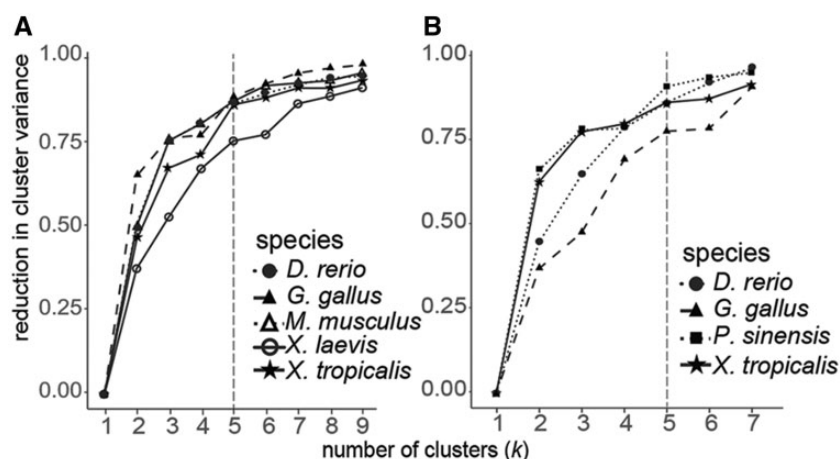 A
B
reduction in cluster variance
1.00
0.75
0.50
0.25
0.00
species
D. rerio
G. gallus
M. musculus
X. laevis
X. tropicalis
1 2 3 4 5 6 7 8 9
1.00
0.75
0.50
0.25
0.00
species
D. rerio
G. gallus
P. sinensis
X. tropicalis
1 2 3 4 5 6 7
number of clusters (k)